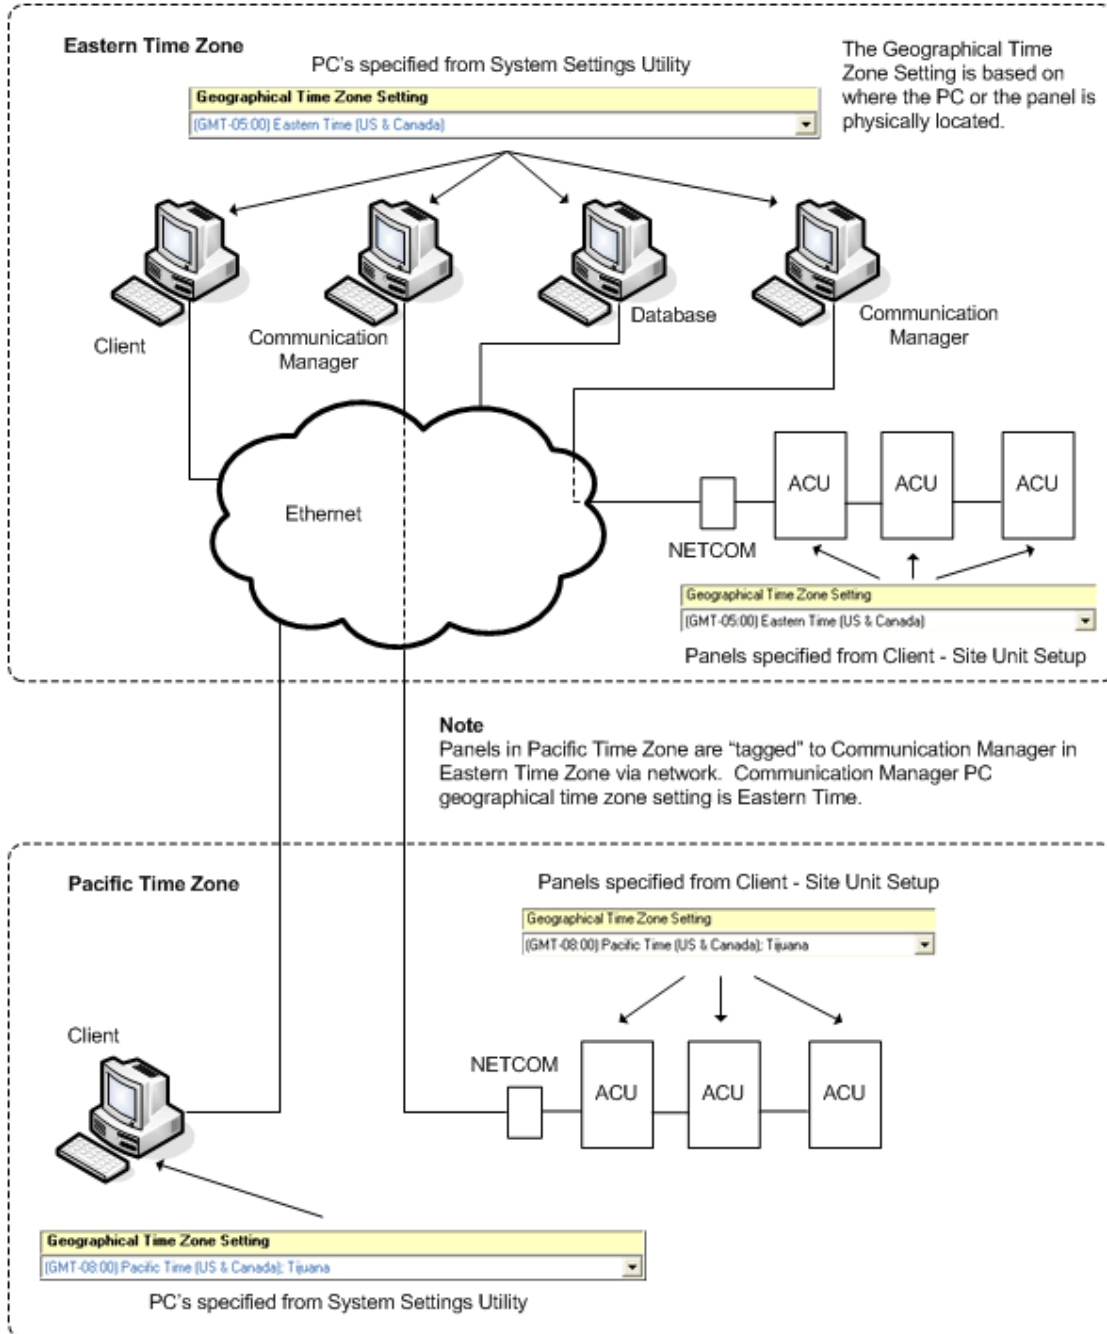 Eastern Time Zone
PC's specified from System Settings Utility
Geographical Time Zone Setting
(GMT-05:00) Eastern Time (US & Canada)
The Geographical Time
Zone Setting is based on
where the PC or the panel is
physically located.
Client
Communication
Manager
Database
Communication
Manager
Ethernet
NETCOM
ACU
ACU
ACU
Geographical Time Zone Setting
(GMT-05:00) Eastern Time (US & Canada)
Panels specified from Client - Site Unit Setup
Note
Panels in Pacific Time Zone are “tagged” to Communication Manager in
Eastern Time Zone via network.  Communication Manager PC
geographical time zone setting is Eastern Time.
Pacific Time Zone
Panels specified from Client - Site Unit Setup
Geographical Time Zone Setting
(GMT-08:00) Pacific Time (US & Canada); Tijuana
Client
NETCOM
ACU
ACU
ACU
Geographical Time Zone Setting
(GMT-08:00) Pacific Time (US & Canada); Tijuana
PC's specified from System Settings Utility